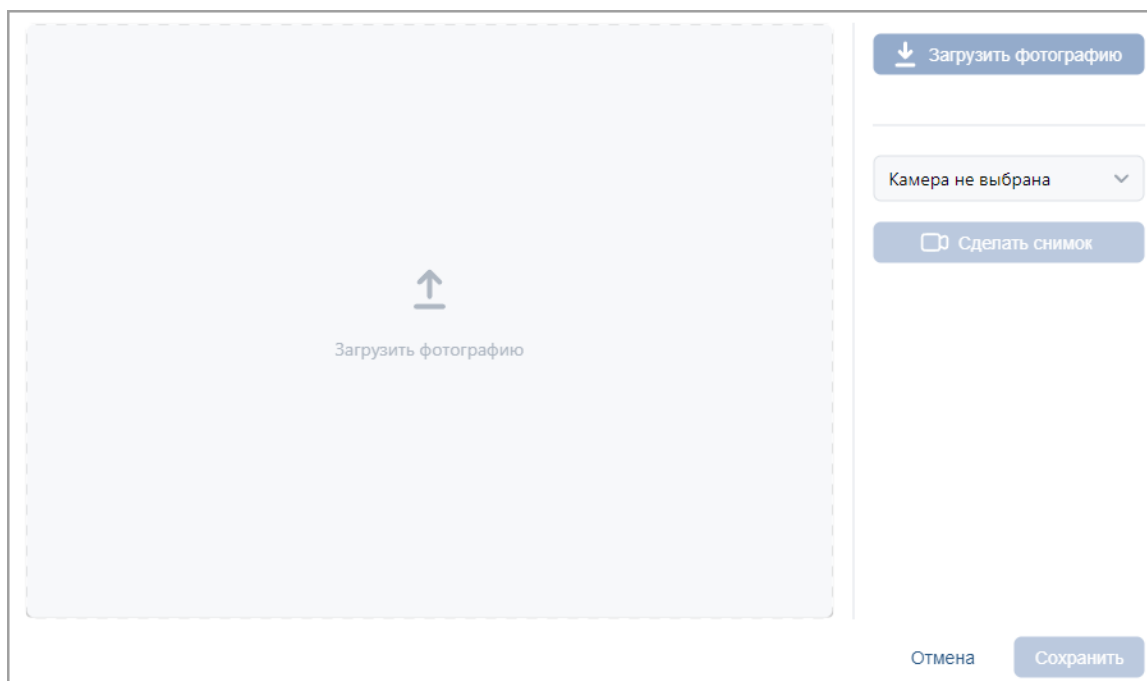 Загрузить фотографию
Загрузить фотографию
Камера не выбрана
Сделать снимок
Отмена
Сохранить